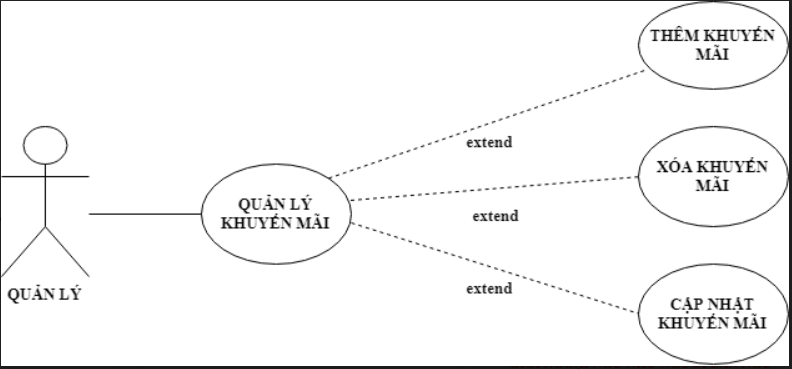 THÊM KHUYẾN
MÃI
extend
XÓA KHUYẾN
MÃI
QUẢN LÝ
KHUYẾN MÃI
extend
extend
QUẢN LÝ
CẬP NHẬT
KHUYẾN MÃI